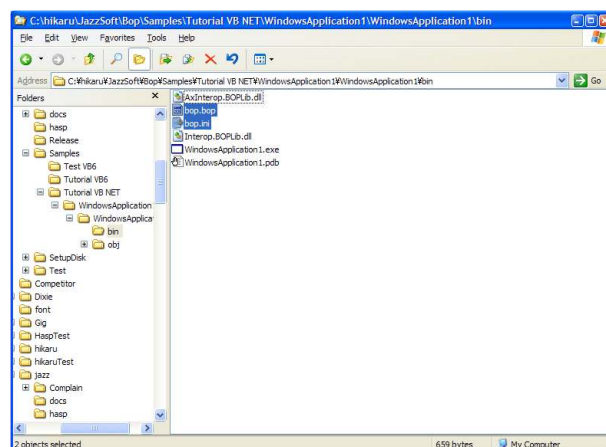 C:\hikaru\JazzSoft\Bop\Samples\Tutorial VB NET\WindowsApplication1\WindowsApplication1\bin
File Edit View Favorites Tools Help
Address C:¥hikaru¥JazzSoft¥Bop¥Samples¥Tutorial VB NET¥WindowsApplication1¥WindowsApplication1¥bin Go
Folders
docs
hasp
Release
Samples
Test VB6
Tutorial VB6
Tutorial VB NET
WindowsApplication
WindowsApplica
bin
obj
SetupDisk
Test
Competitor
Dixie
font
Gig
HaspTest
hikaru
hikaruTest
jazz
Complain
docs
hasp
AxInterop.BOPLib.dll
bop.bop
bop.ini
Interop.BOPLib.dll
WindowsApplication1.exe
WindowsApplication1.pdb
2 objects selected 659 bytes My Computer